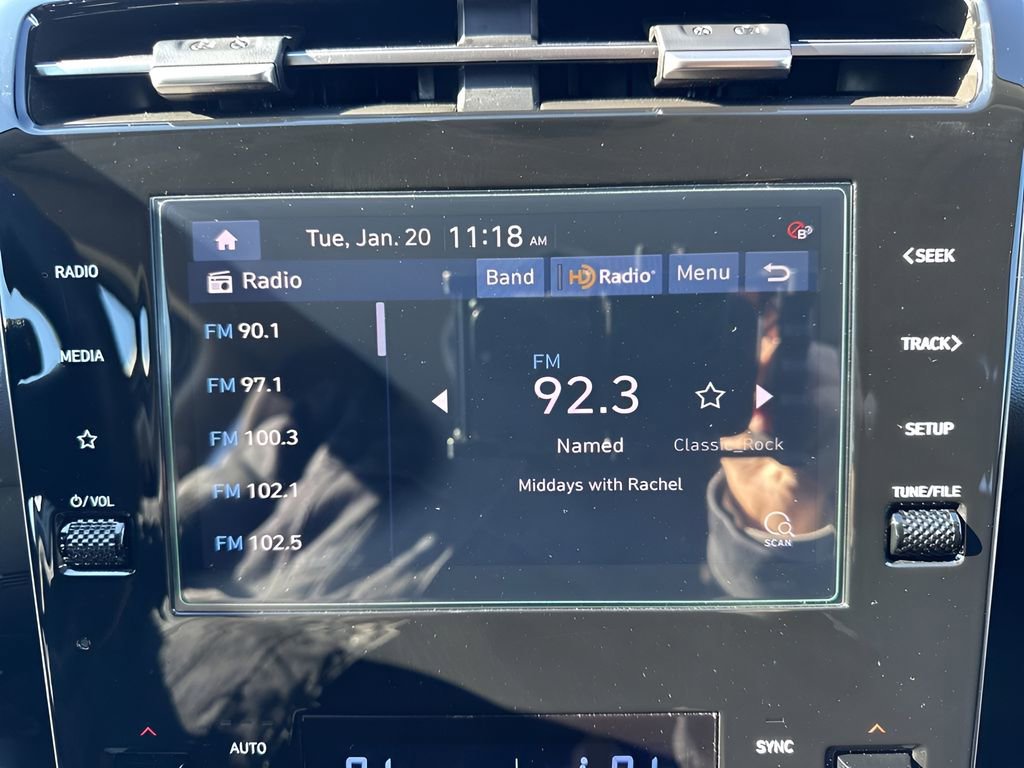 Tue, Jan. 20 11:18 AM
B
Radio Band HD Radio Menu
FM 90.1
FM 97.1
FM 100.3
FM 102.1
FM 102.5
FM
92.3
Named Classic_Rock
Middays with Rachel
SCAN
RADIO
MEDIA
VOL
<SEEK
TRACK>
SETUP
TUNE/FILE
AUTO
SYNC